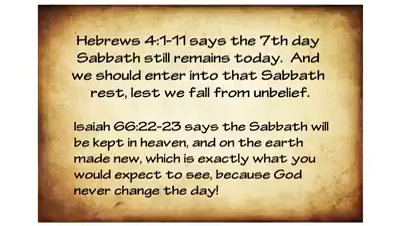 Hebrews 4:1-11 says the 7th day
Sabbath still remains today. And
we should enter into that Sabbath
rest, lest we fall from unbelief.
Isaiah 66:22-23 says the Sabbath will
be kept in heaven, and on the earth
made new, which is exactly what you
would expect to see, because God
never change the day!